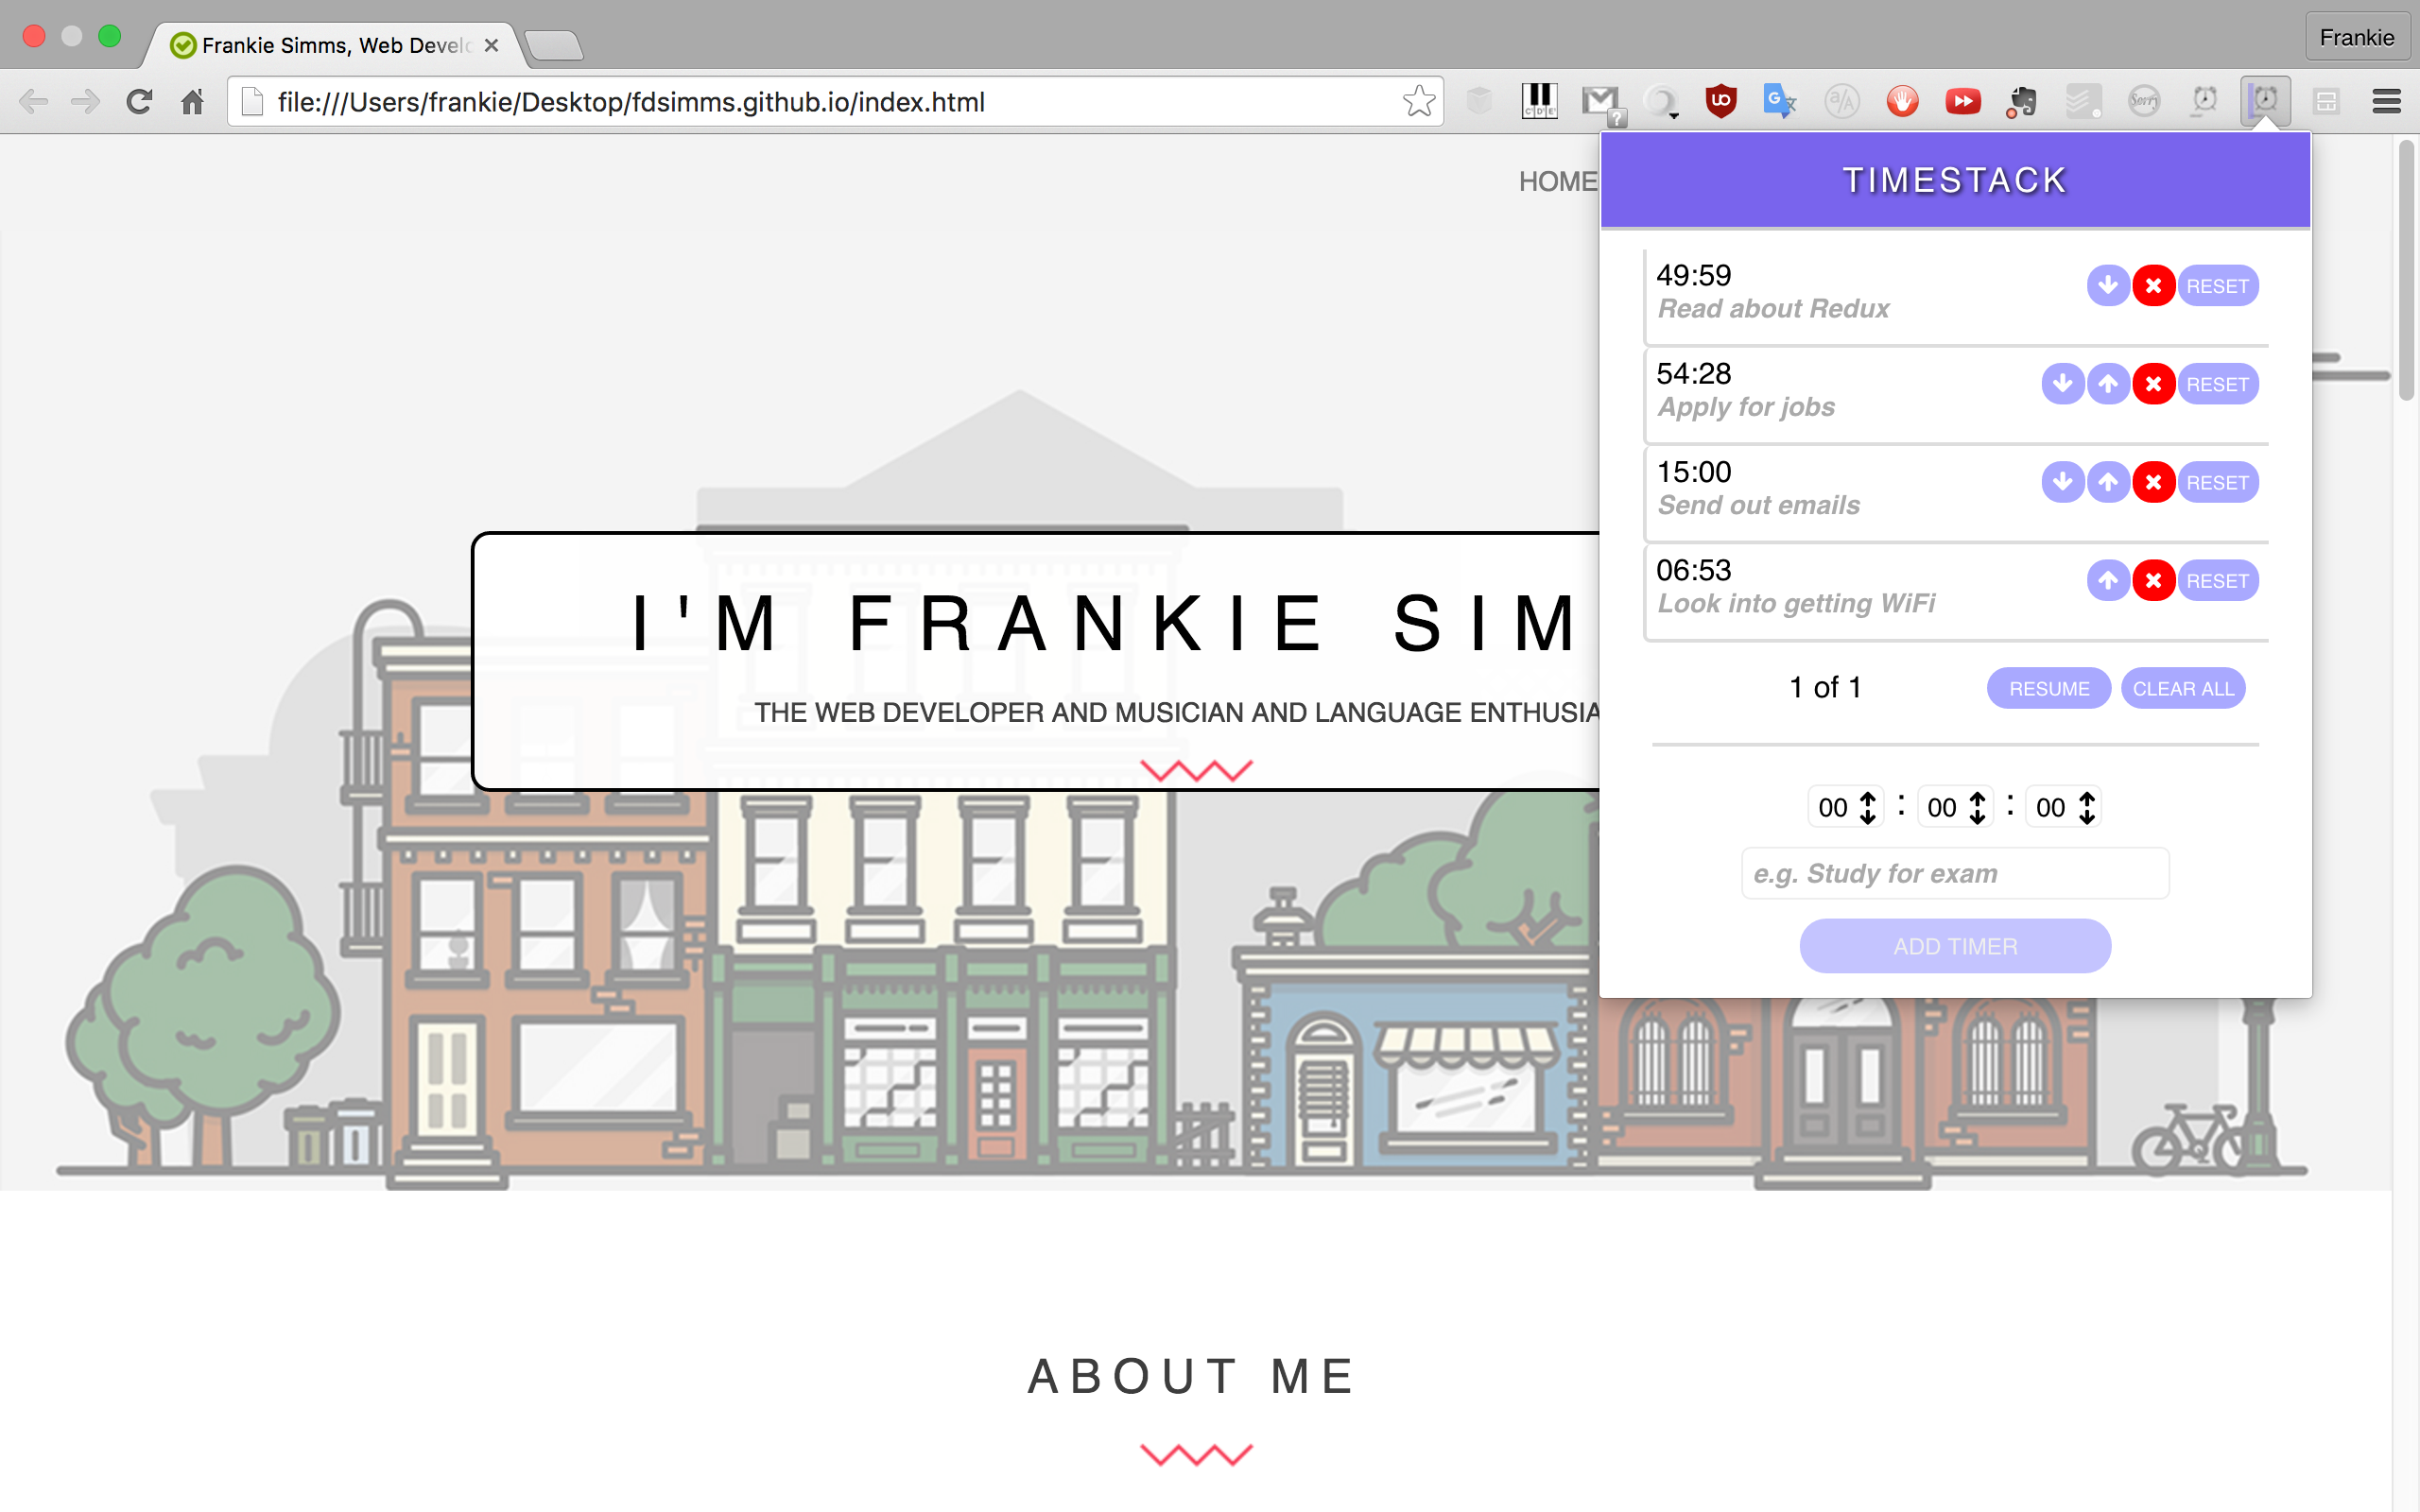 Frankie Simms, Web Devel
Frankie
file:///Users/frankie/Desktop/fdsimms.github.io/index.html
HOME
TIMESTACK
49:59
RESET
Read about Redux
54:28
RESET
Apply for jobs
15:00
RESET
Send out emails
06:53
RESET
Look into getting WiFi
1 of 1
RESUME
CLEAR ALL
00 : 00 : 00
e.g. Study for exam
ADD TIMER
I'M FRANKIE SIM
THE WEB DEVELOPER AND MUSICIAN AND LANGUAGE ENTHUSIA
ABOUT ME